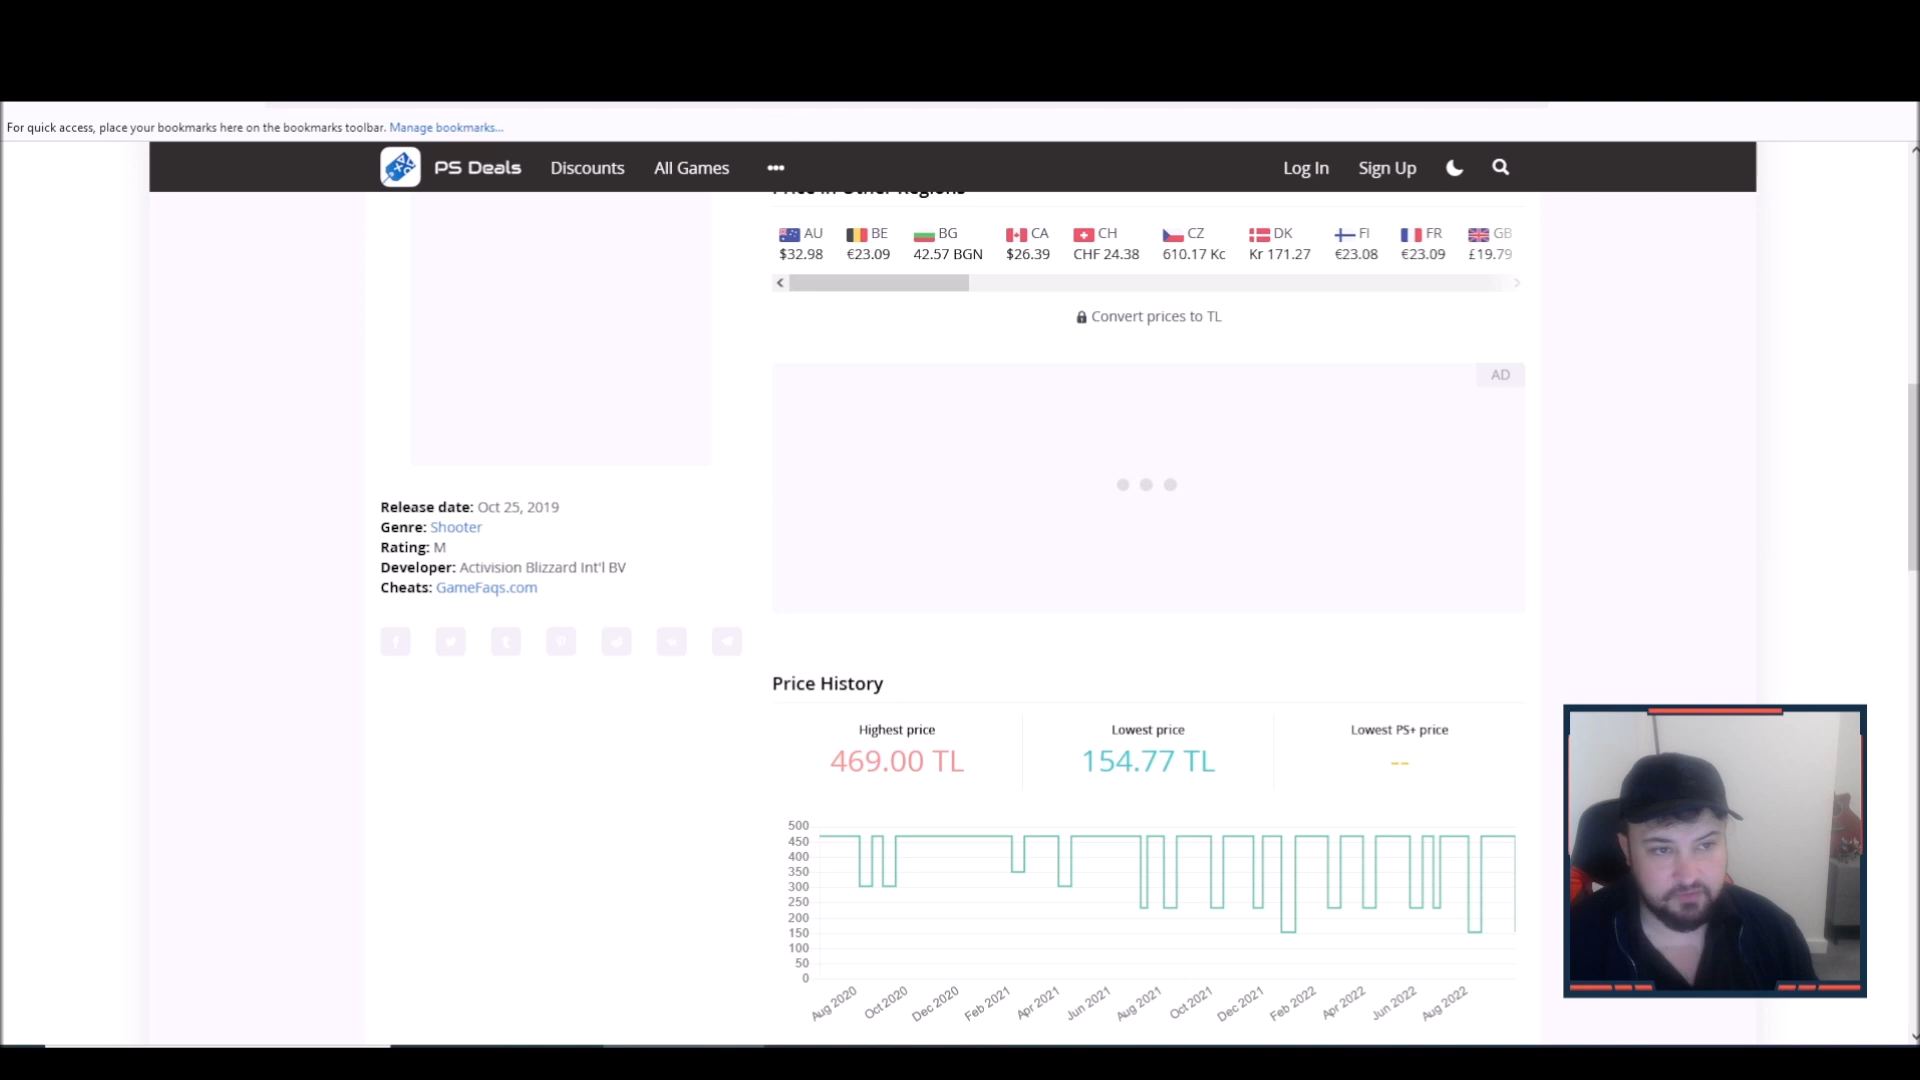 For quick access, place your bookmarks here on the bookmarks toolbar. Manage bookmarks...
PS Deals Discounts All Games ••• Log In Sign Up
Price in Other Regions
AU BE BG CA CH CZ DK FI FR GB
$32.98 €23.09 42.57 BGN $26.39 CHF 24.38 610.17 Kc Kr 171.27 €23.08 €23.09 £19.79
Convert prices to TL
AD
Release date: Oct 25, 2019
Genre: Shooter
Rating: M
Developer: Activision Blizzard Int'l BV
Cheats: GameFaqs.com
Price History
Highest price Lowest price Lowest PS+ price
469.00 TL 154.77 TL --
500
450
400
350
300
250
200
150
100
50
0
Aug 2020 Oct 2020 Dec 2020 Feb 2021 Apr 2021 Jun 2021 Aug 2021 Oct 2021 Dec 2021 Feb 2022 Apr 2022 Jun 2022 Aug 2022